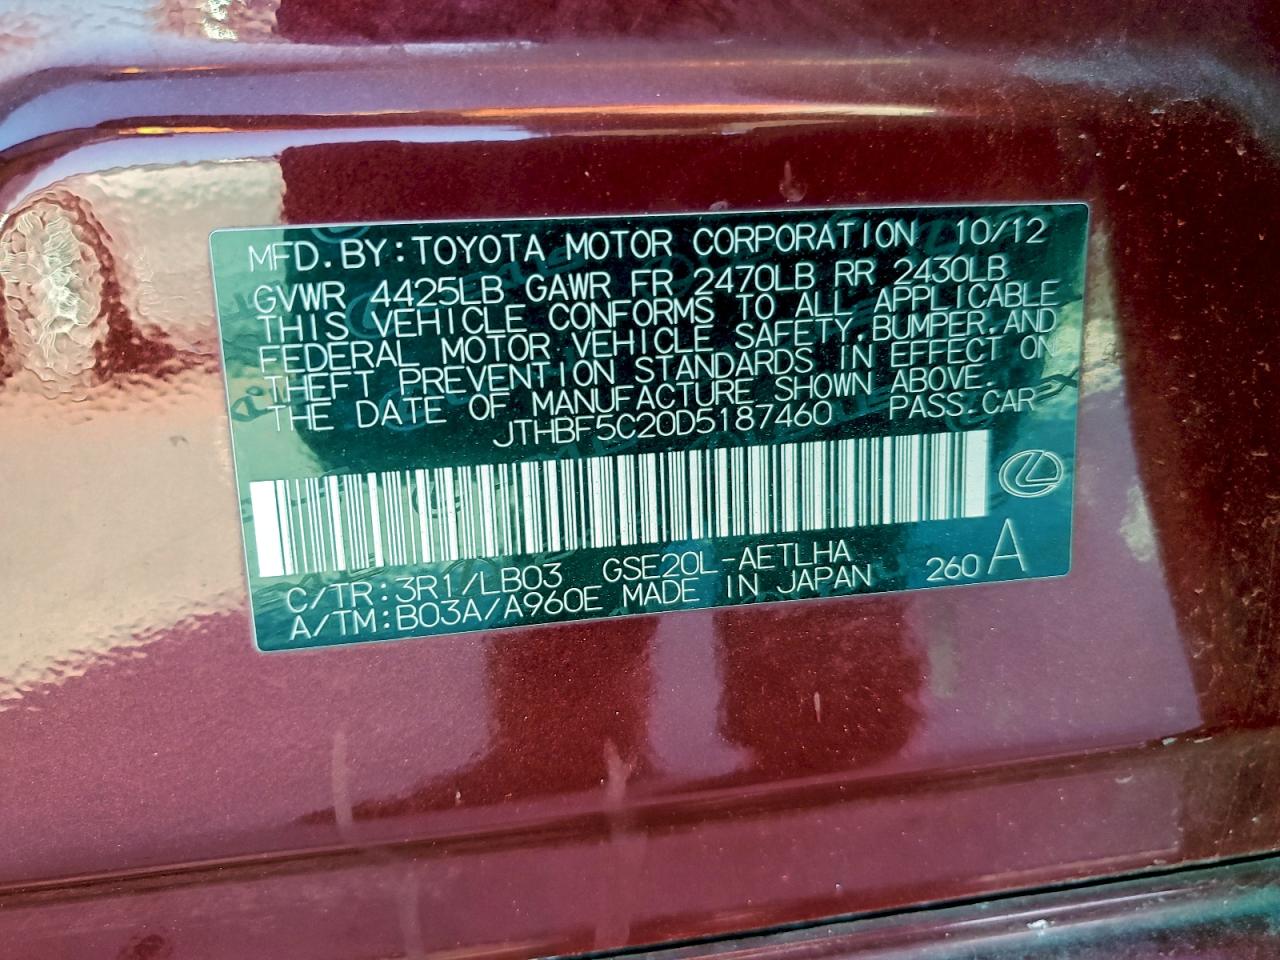 MFD. BY: TOYOTA MOTOR CORPORATION 10/12
GVWR 4425LB GAWR FR 2470LB RR 2430LB
THIS VEHICLE CONFORMS TO ALL APPLICABLE
FEDERAL MOTOR VEHICLE SAFETY, BUMPER, AND
THEFT PREVENTION STANDARDS IN EFFECT ON
THE DATE OF MANUFACTURE SHOWN ABOVE.
JTHBF5C20D5187460 PASS. CAR
C/TR: 3R1/LB03 GSE20L-AETLHA
A/TM: B03A/A960E MADE IN JAPAN 260 A